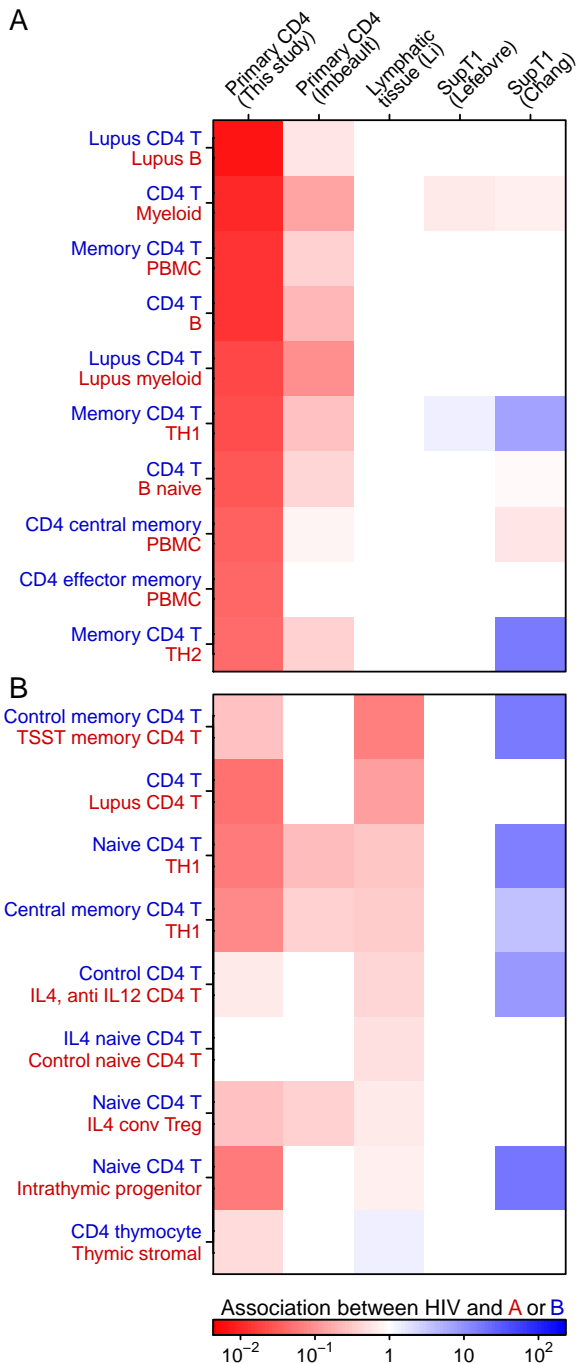 A
Primary CD4
(This study)
Primary CD4
(Imbeault)
Lymphatic
tissue (Li)
SupT1
(Lefebvre)
SupT1
(Chang)
Lupus CD4 T
Lupus B
CD4 T
Myeloid
Memory CD4 T
PBMC
CD4 T
B
Lupus CD4 T
Lupus myeloid
Memory CD4 T
TH1
CD4 T
B naive
CD4 central memory
PBMC
CD4 effector memory
PBMC
Memory CD4 T
TH2
B
Control memory CD4 T
TSST memory CD4 T
CD4 T
Lupus CD4 T
Naive CD4 T
TH1
Central memory CD4 T
TH1
Control CD4 T
IL4, anti IL12 CD4 T
IL4 naive CD4 T
Control naive CD4 T
Naive CD4 T
IL4 conv Treg
Naive CD4 T
Intrathymic progenitor
CD4 thymocyte
Thymic stromal
Association between HIV and A or B
10⁻² 10⁻¹ 1 10 10²